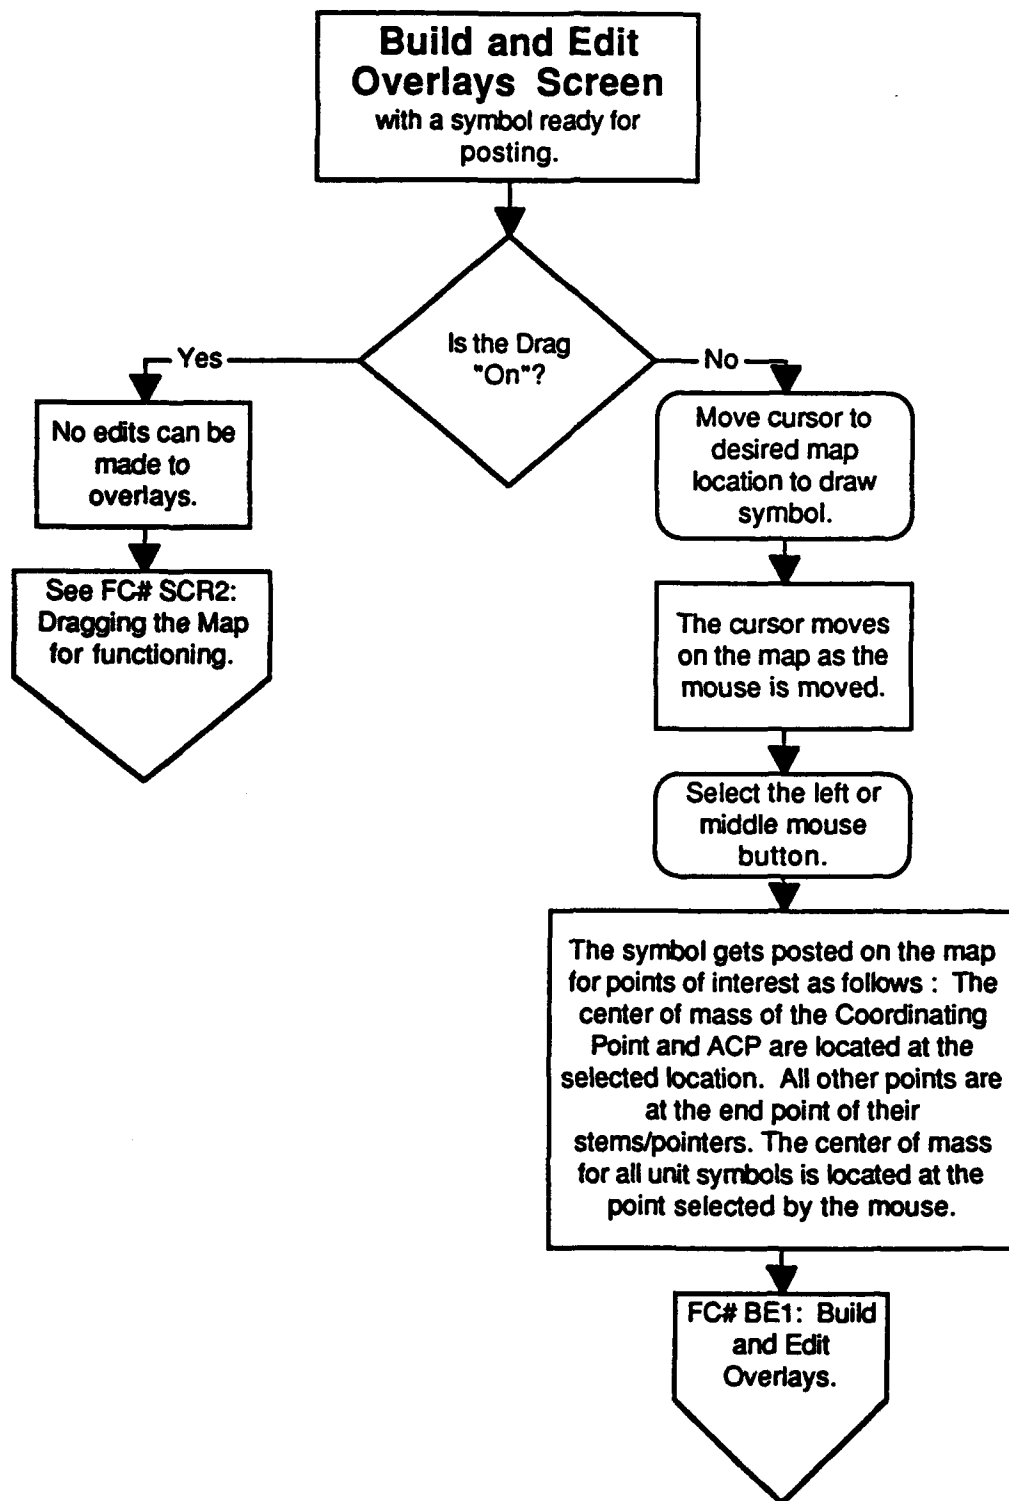 Build and Edit
Overlays Screen
with a symbol ready for
posting.
Is the Drag
"On"?
Yes
No
No edits can be
made to
overlays.
See FC# SCR2:
Dragging the Map
for functioning.
Move cursor to
desired map
location to draw
symbol.
The cursor moves
on the map as the
mouse is moved.
Select the left or
middle mouse
button.
The symbol gets posted on the map
for points of interest as follows : The
center of mass of the Coordinating
Point and ACP are located at the
selected location. All other points are
at the end point of their
stems/pointers. The center of mass
for all unit symbols is located at the
point selected by the mouse.
FC# BE1: Build
and Edit
Overlays.